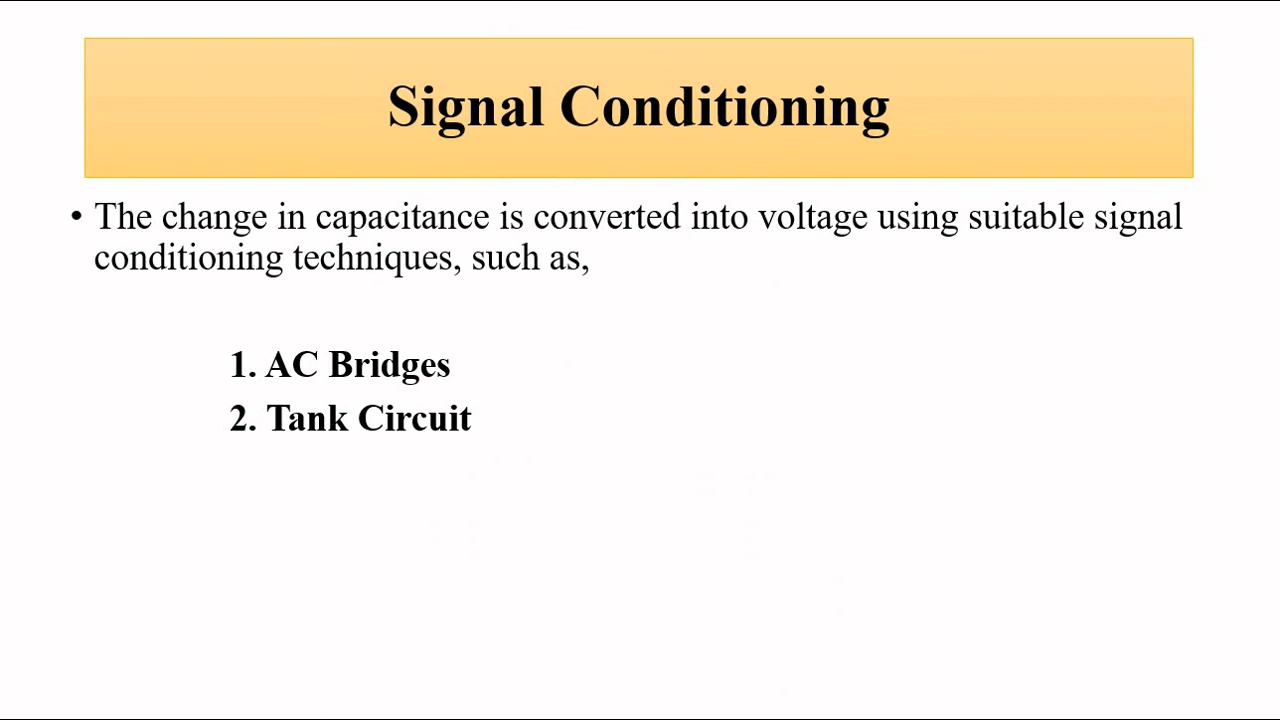 Signal Conditioning
• The change in capacitance is converted into voltage using suitable signal
conditioning techniques, such as,
1. AC Bridges
2. Tank Circuit